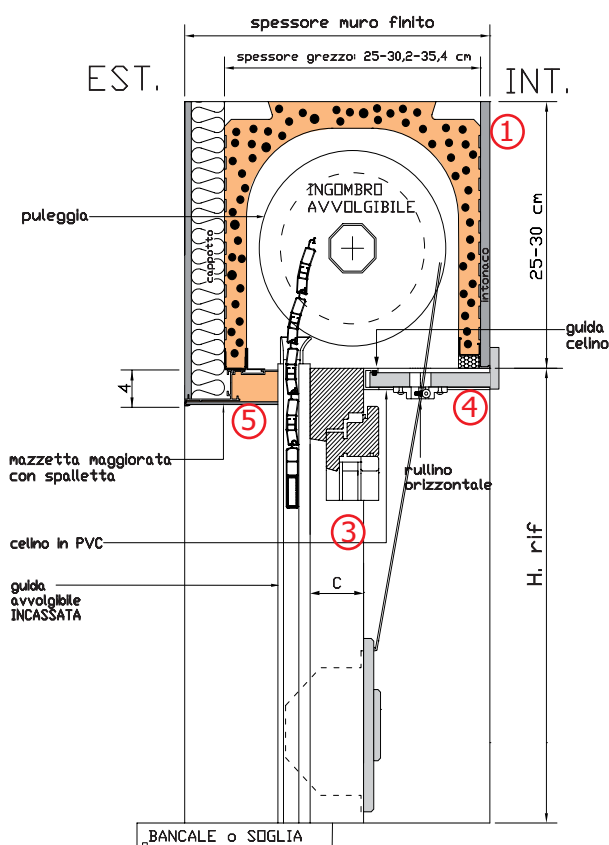 spessore muro finito
spessore grezzo: 25-30,2-35,4 cm
EST.
INT.
1
INGOMBRO
AVVOLGIBILE
puleggia
cappotto
intonaco
25-30 cm
guida
celino
4
5
4
mazzetta maggiorata
con spalletta
rullino
orizzontale
3
celino in PVC
H. rif
guida
avvolgibile
INCASSATA
C
BANCALE o SOGLIA